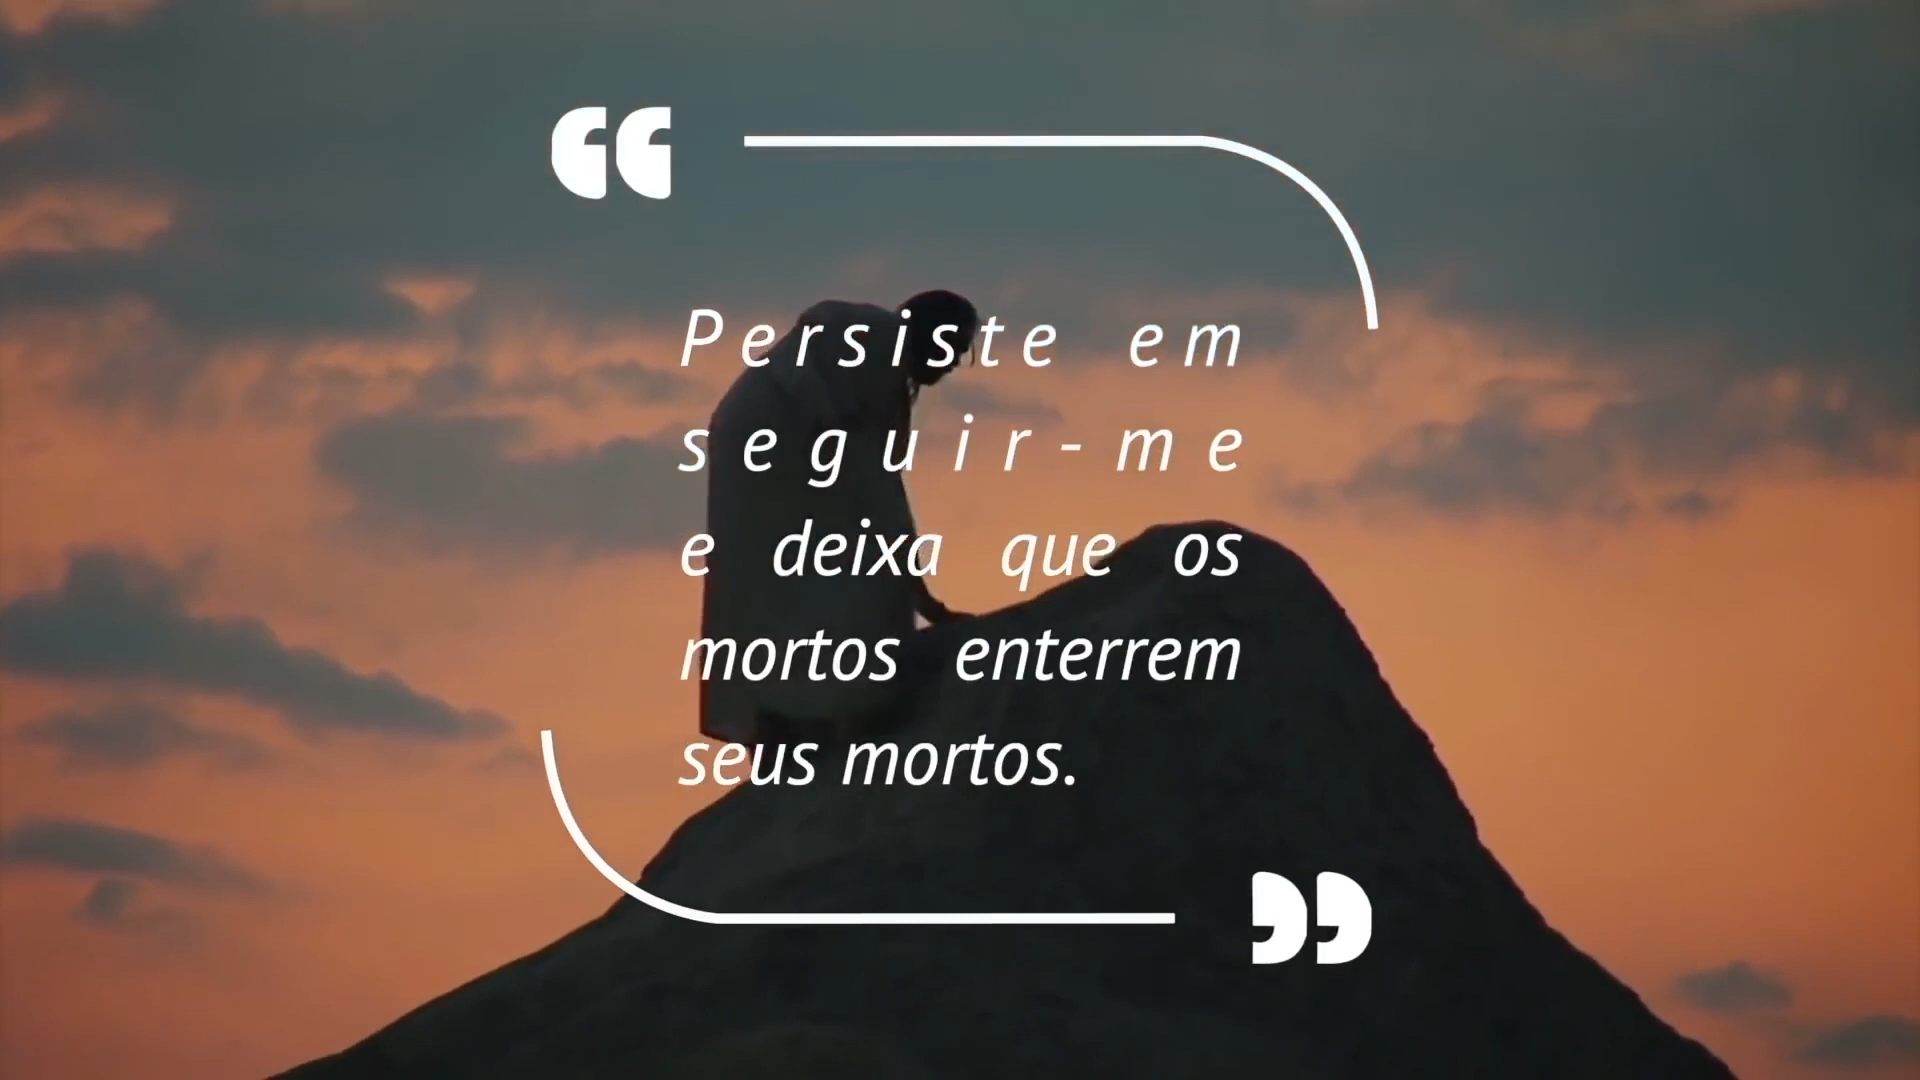 Persiste em
seguir-me
e deixa que os
mortos enterrem
seus mortos.